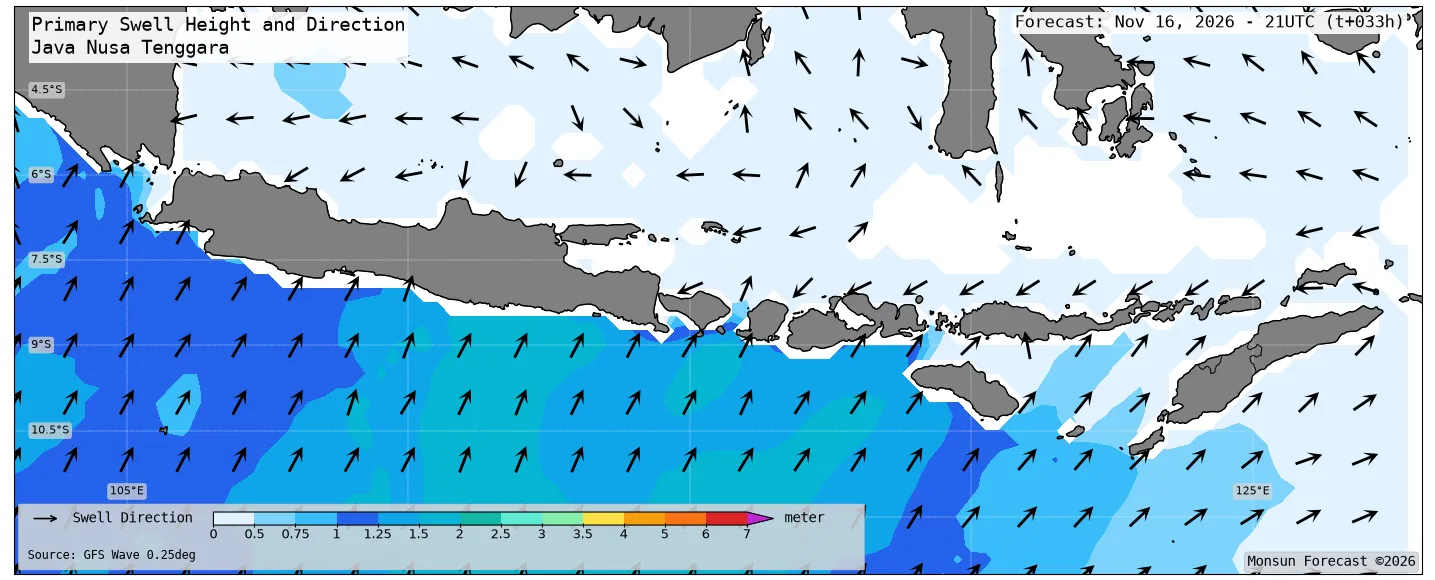 Primary Swell Height and Direction
Java Nusa Tenggara
Forecast: Nov 16, 2026 - 21UTC (t+033h)
4.5°S
6°S
7.5°S
9°S
10.5°S
105°E
125°E
Swell Direction
0 0.5 0.75 1 1.25 1.5 2 2.5 3 3.5 4 5 6 7
meter
Source: GFS Wave 0.25deg
Monsun Forecast ©2026